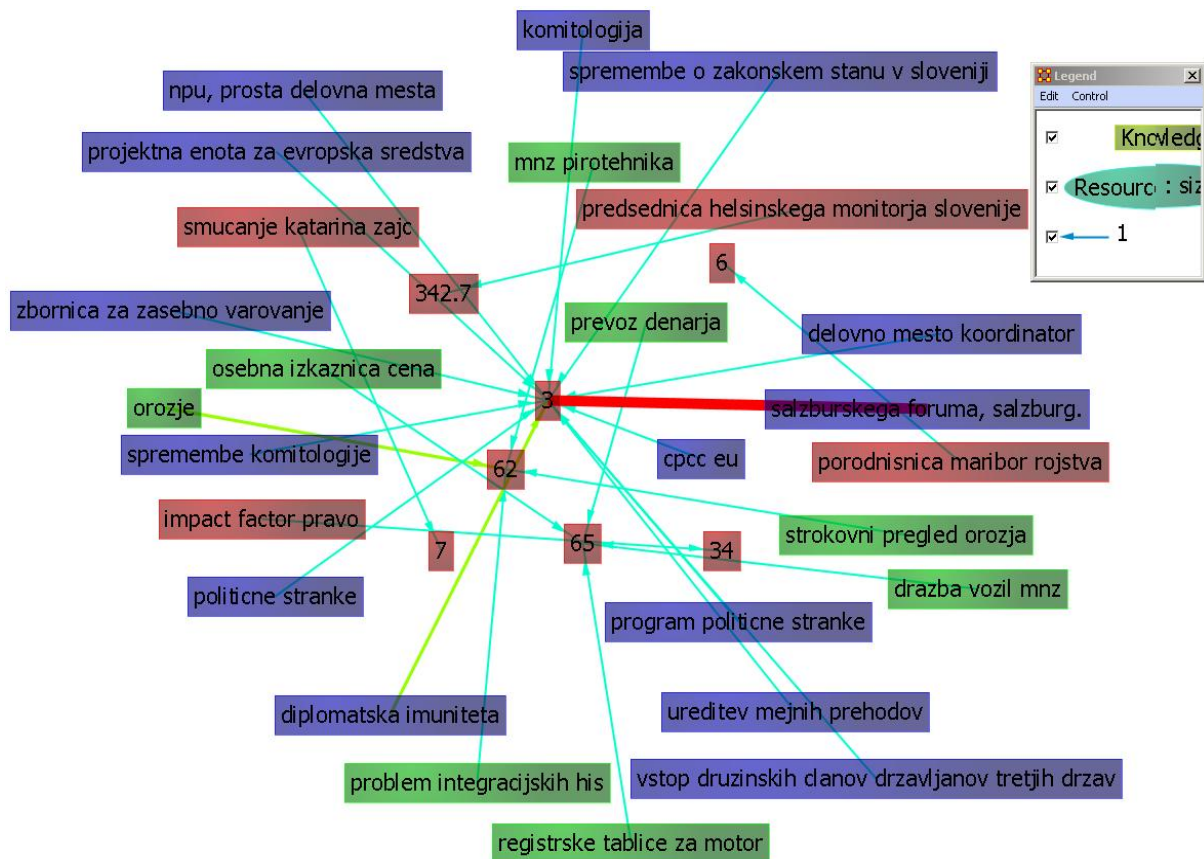 komitologija
spremembe o zakonskem stanu v sloveniji
Legend
npu, prosta delovna mesta
Edit Control
projektna enota za evropska sredstva
mnz pirotehnika
Knowledg
predsednica helsinskega monitorja slovenije
Resourc : siz
smucanje katarina zajc
1
6
342.7
zbornica za zasebno varovanje
prevoz denarja
delovno mesto koordinator
osebna izkaznica cena
3
orozje
salzburskega foruma, salzburg.
spremembe komitologije
cpcc eu
porodnisnica maribor rojstva
62
impact factor pravo
strokovni pregled orozja
7
65
34
drazba vozil mnz
politicne stranke
program politicne stranke
diplomatska imuniteta
ureditev mejnih prehodov
problem integracijskih his
vstop druzinskih clanov drzavljanov tretjih drzav
registrske tablice za motor